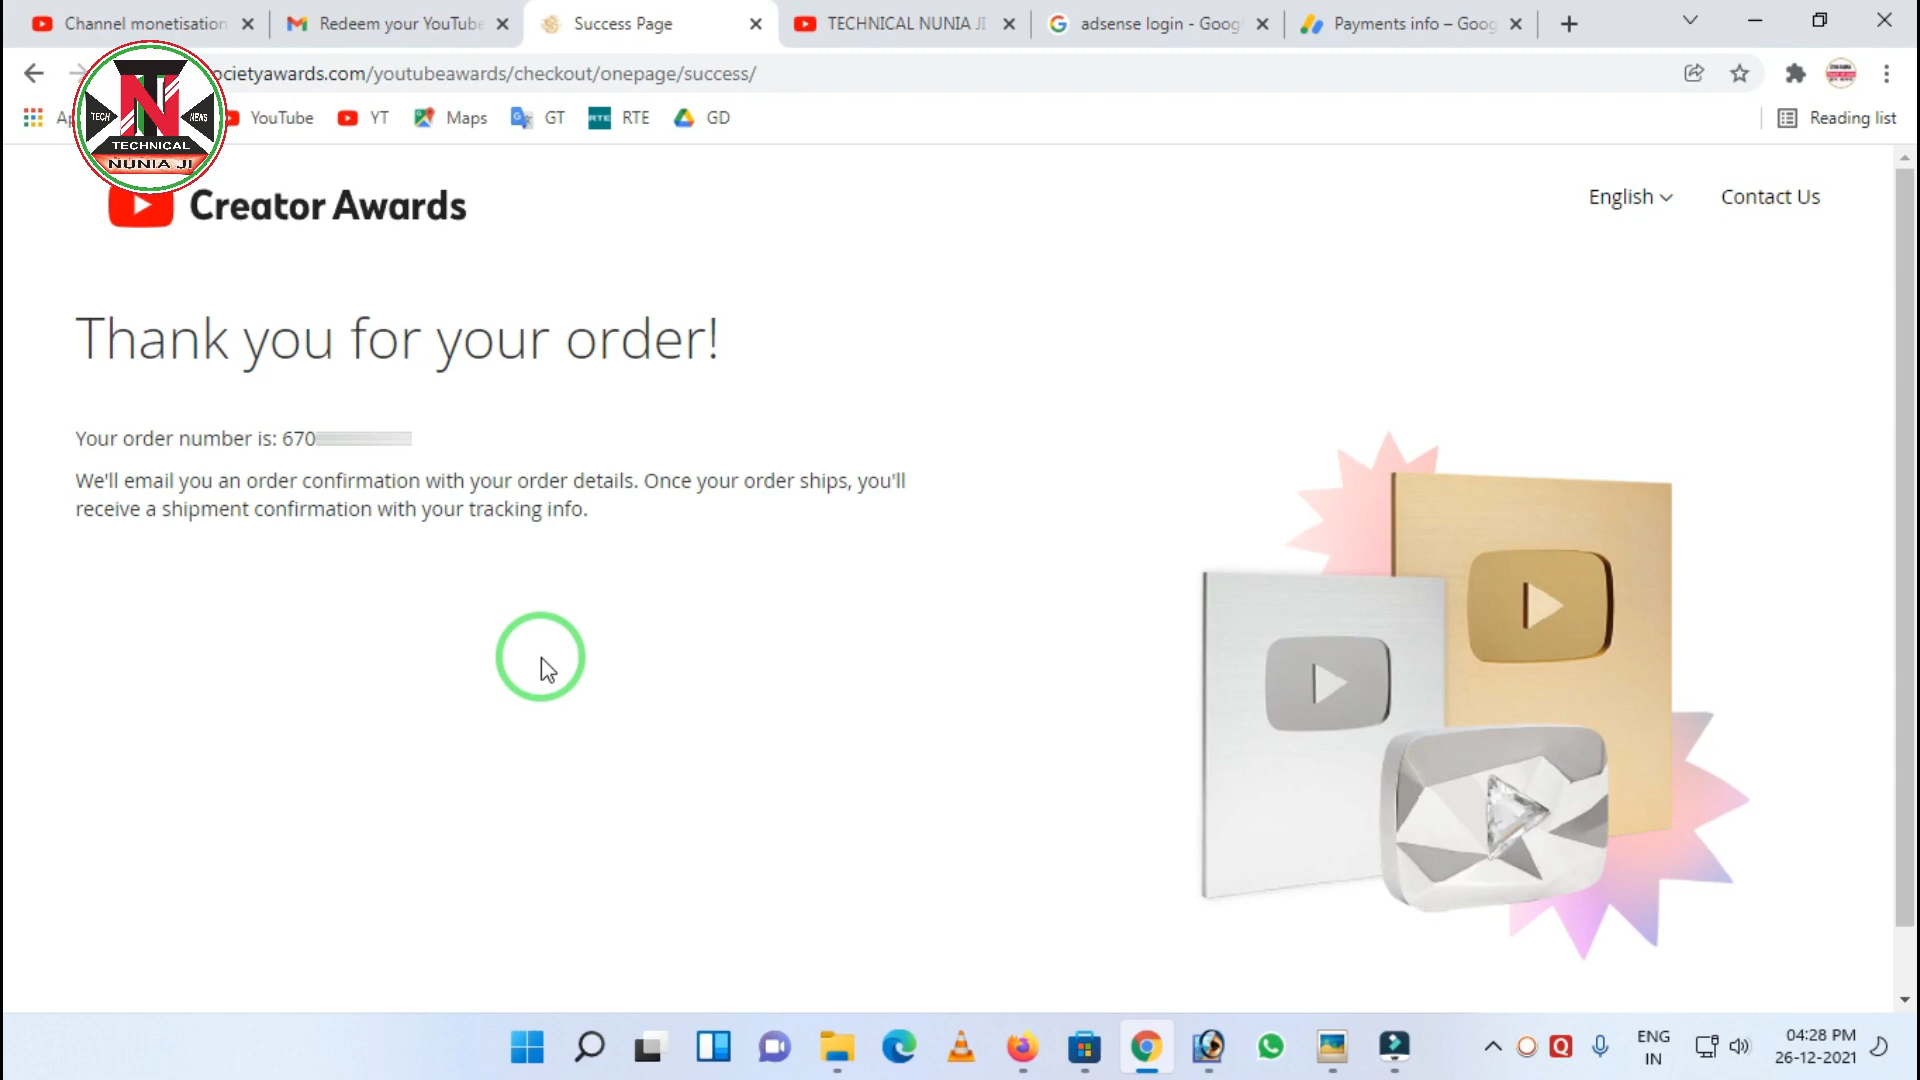 Channel monetisation
Redeem your YouTube
Success Page
TECHNICAL NUNIA JI
adsense login - Goog
Payments info – Goog
ocietyawards.com/youtubeawards/checkout/onepage/success/
YouTube
YT
Maps
GT
RTE
RTE
GD
Reading list
TN
TECH
NEWS
TECHNICAL
NUNIA JI
Creator Awards
English
Contact Us
Thank you for your order!
Your order number is: 670
We'll email you an order confirmation with your order details. Once your order ships, you'll
receive a shipment confirmation with your tracking info.
ENG
IN
04:28 PM
26-12-2021